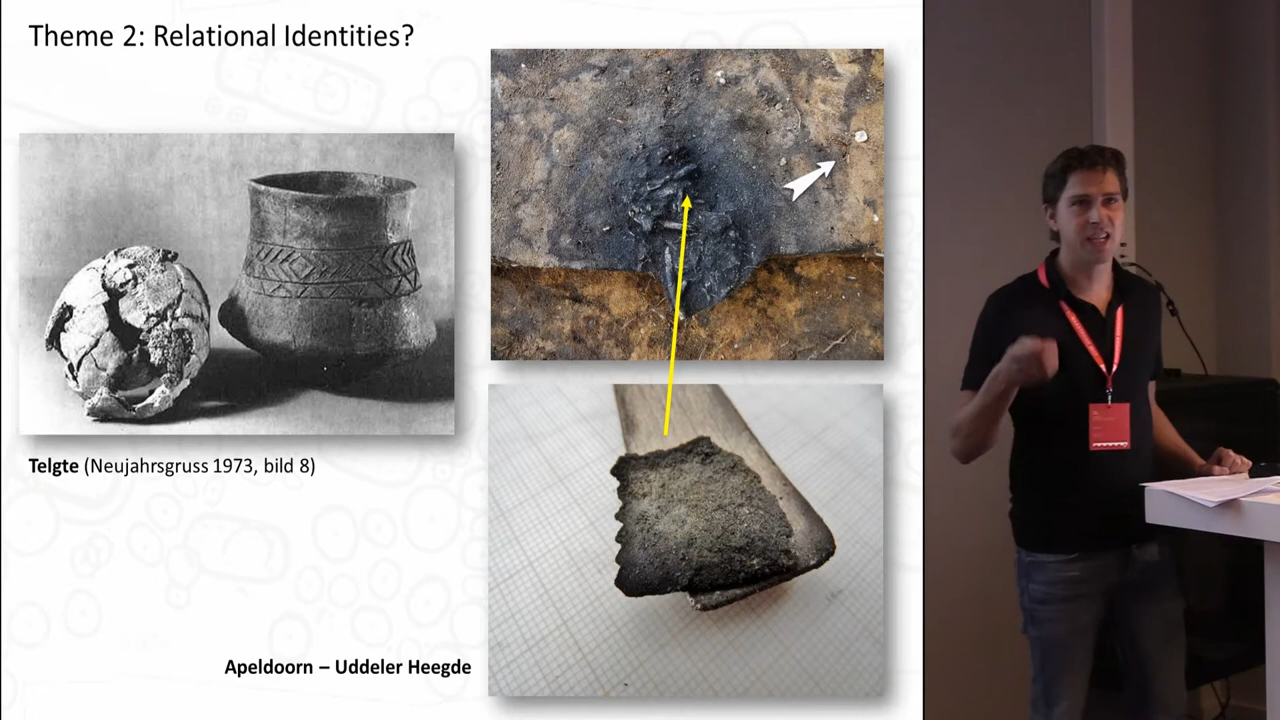 Theme 2: Relational Identities?
Telgte (Neujahrsgruss 1973, bild 8)
Apeldoorn – Uddeler Heegde